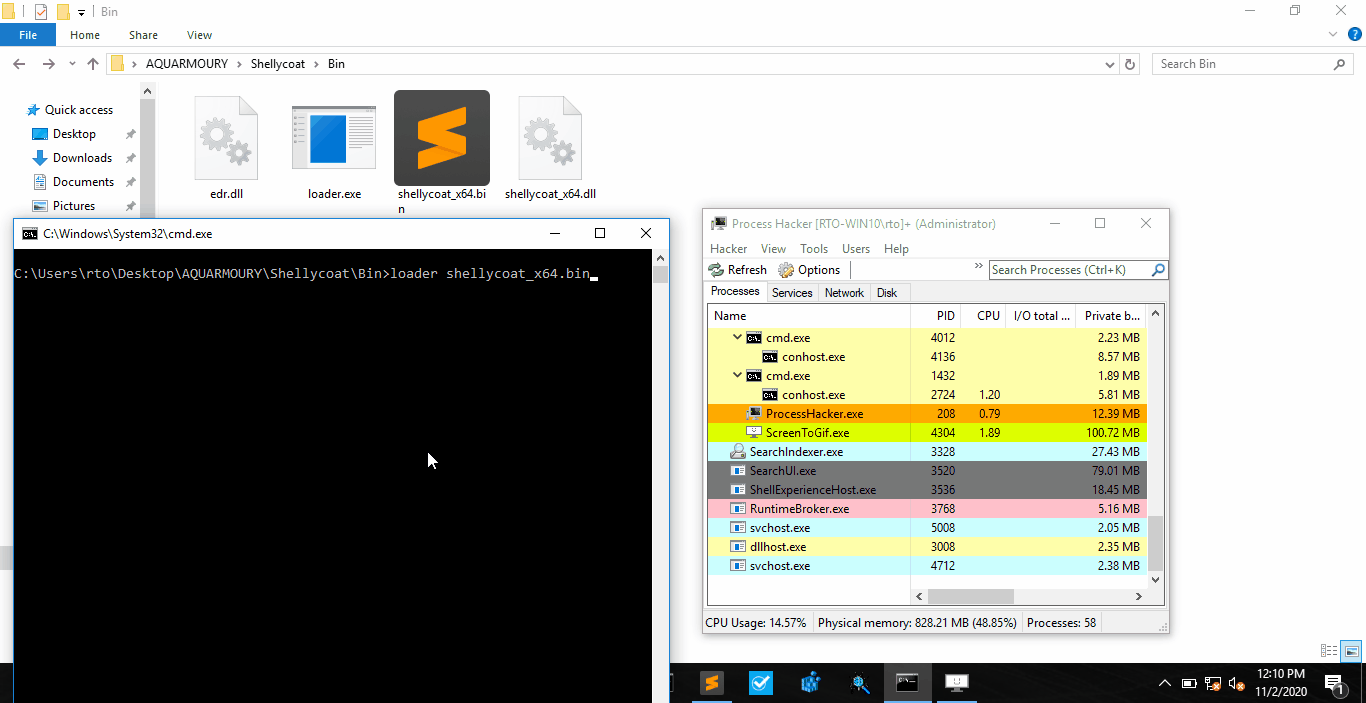 Bin
File Home Share View
AQUARMOURY Shellycoat Bin
Search Bin
Quick access
Desktop
Downloads
Documents
Pictures
edr.dll
loader.exe
shellycoat_x64.bi
n
shellycoat_x64.dll
C:\Windows\System32\cmd.exe
C:\Users\rto\Desktop\AQUARMOURY\Shellycoat\Bin>loader shellycoat_x64.bin
Process Hacker [RTO-WIN10\rto]+ (Administrator)
Hacker View Tools Users Help
Refresh Options » Search Processes (Ctrl+K)
Processes Services Network Disk
Name PID CPU I/O total ... Private b...
cmd.exe 4012 2.23 MB
conhost.exe 4136 8.57 MB
cmd.exe 1432 1.89 MB
conhost.exe 2724 1.20 5.81 MB
ProcessHacker.exe 208 0.79 12.39 MB
ScreenToGif.exe 4304 1.89 100.72 MB
SearchIndexer.exe 3328 27.43 MB
SearchUI.exe 3520 79.01 MB
ShellExperienceHost.exe 3536 18.45 MB
RuntimeBroker.exe 3768 5.16 MB
svchost.exe 5008 2.05 MB
dllhost.exe 3008 2.35 MB
svchost.exe 4712 2.38 MB
CPU Usage: 14.57% Physical memory: 828.21 MB (48.85%) Processes: 58
12:10 PM
11/2/2020
1